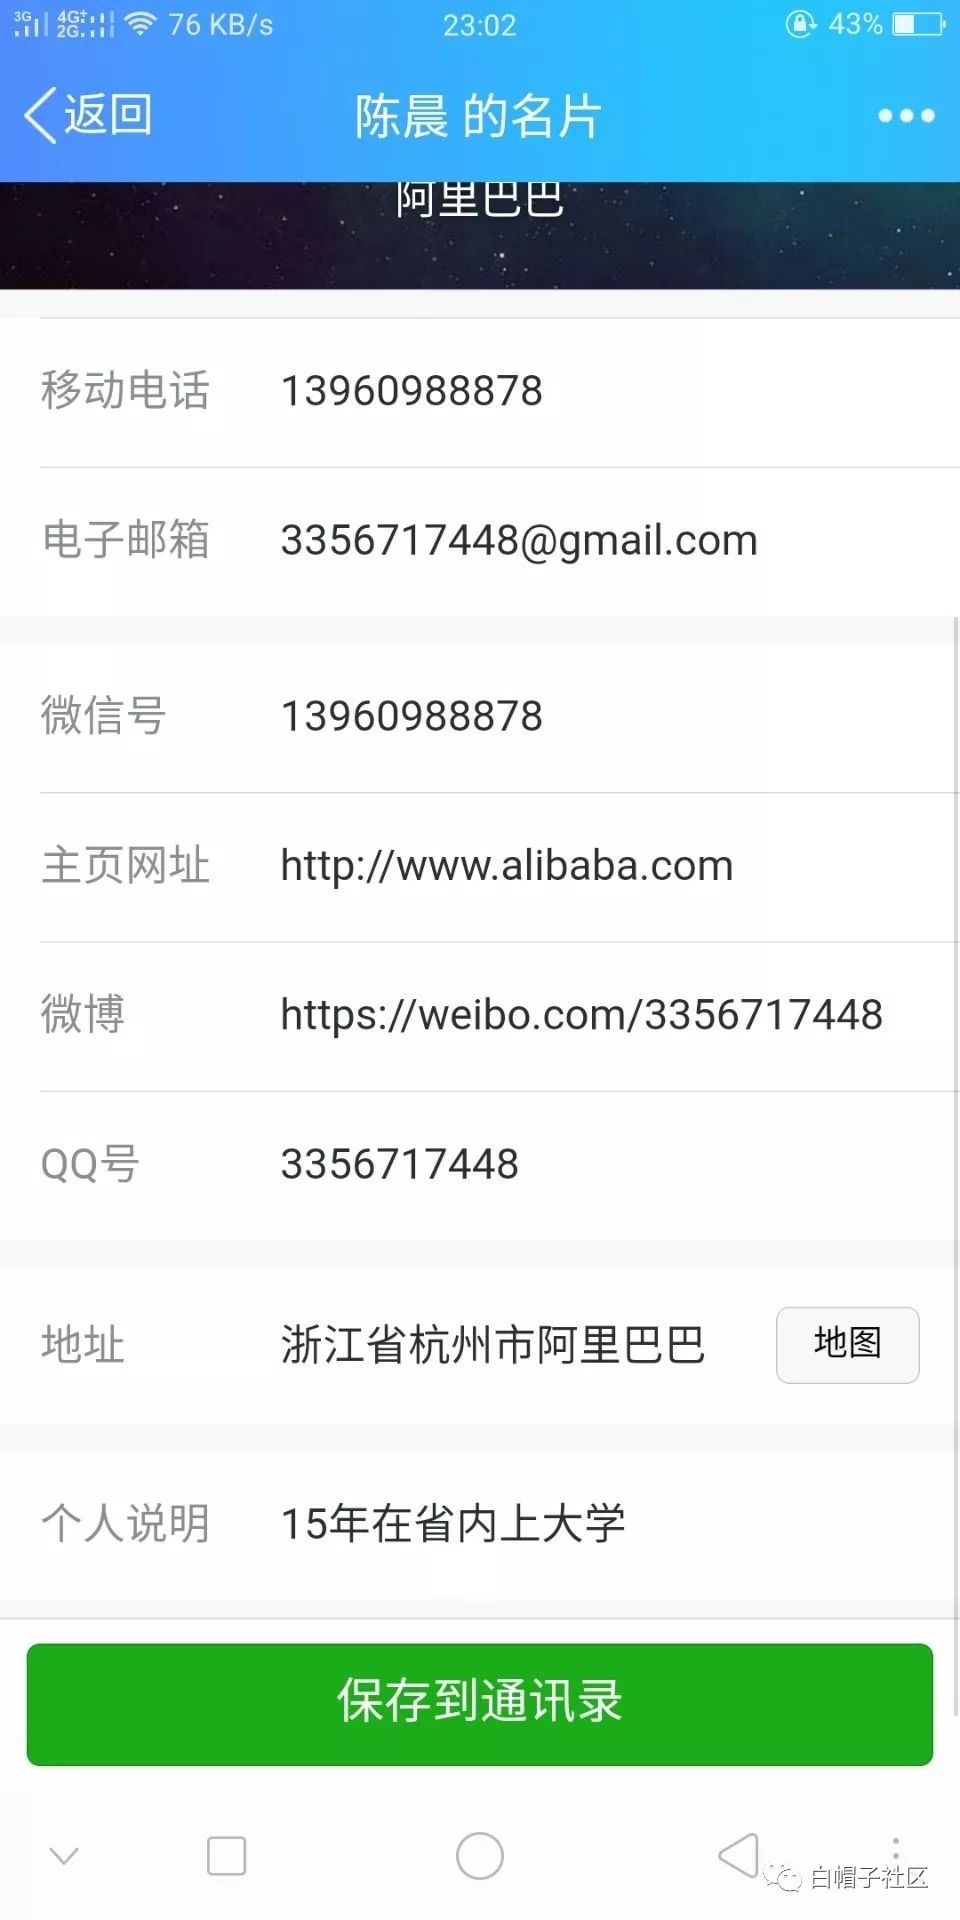 3G 4G+ 2G 76 KB/s 23:02 43%
返回 陈晨 的名片
阿里巴巴
移动电话 13960988878
电子邮箱 3356717448@gmail.com
微信号 13960988878
主页网址 http://www.alibaba.com
微博 https://weibo.com/3356717448
QQ号 3356717448
地址 浙江省杭州市阿里巴巴 地图
个人说明 15年在省内上大学
保存到通讯录
白帽子社区